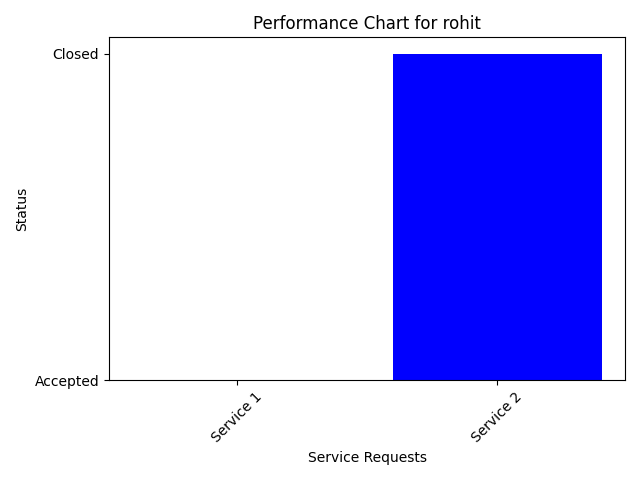 Performance Chart for rohit
Closed
Status
Accepted
Service 1
Service 2
Service Requests